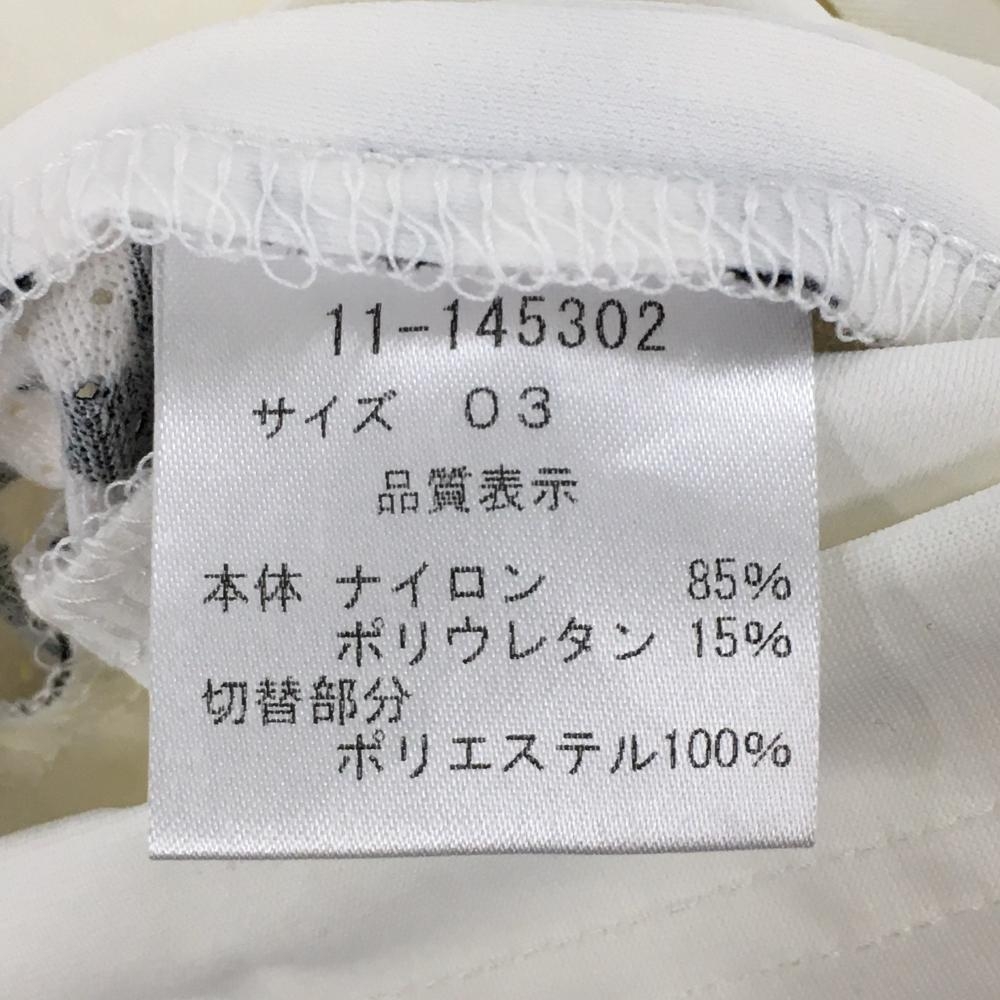 11-145302
サイズ 03
品質表示
本体 ナイロン 85%
ポリウレタン 15%
切替部分
ポリエステル100%